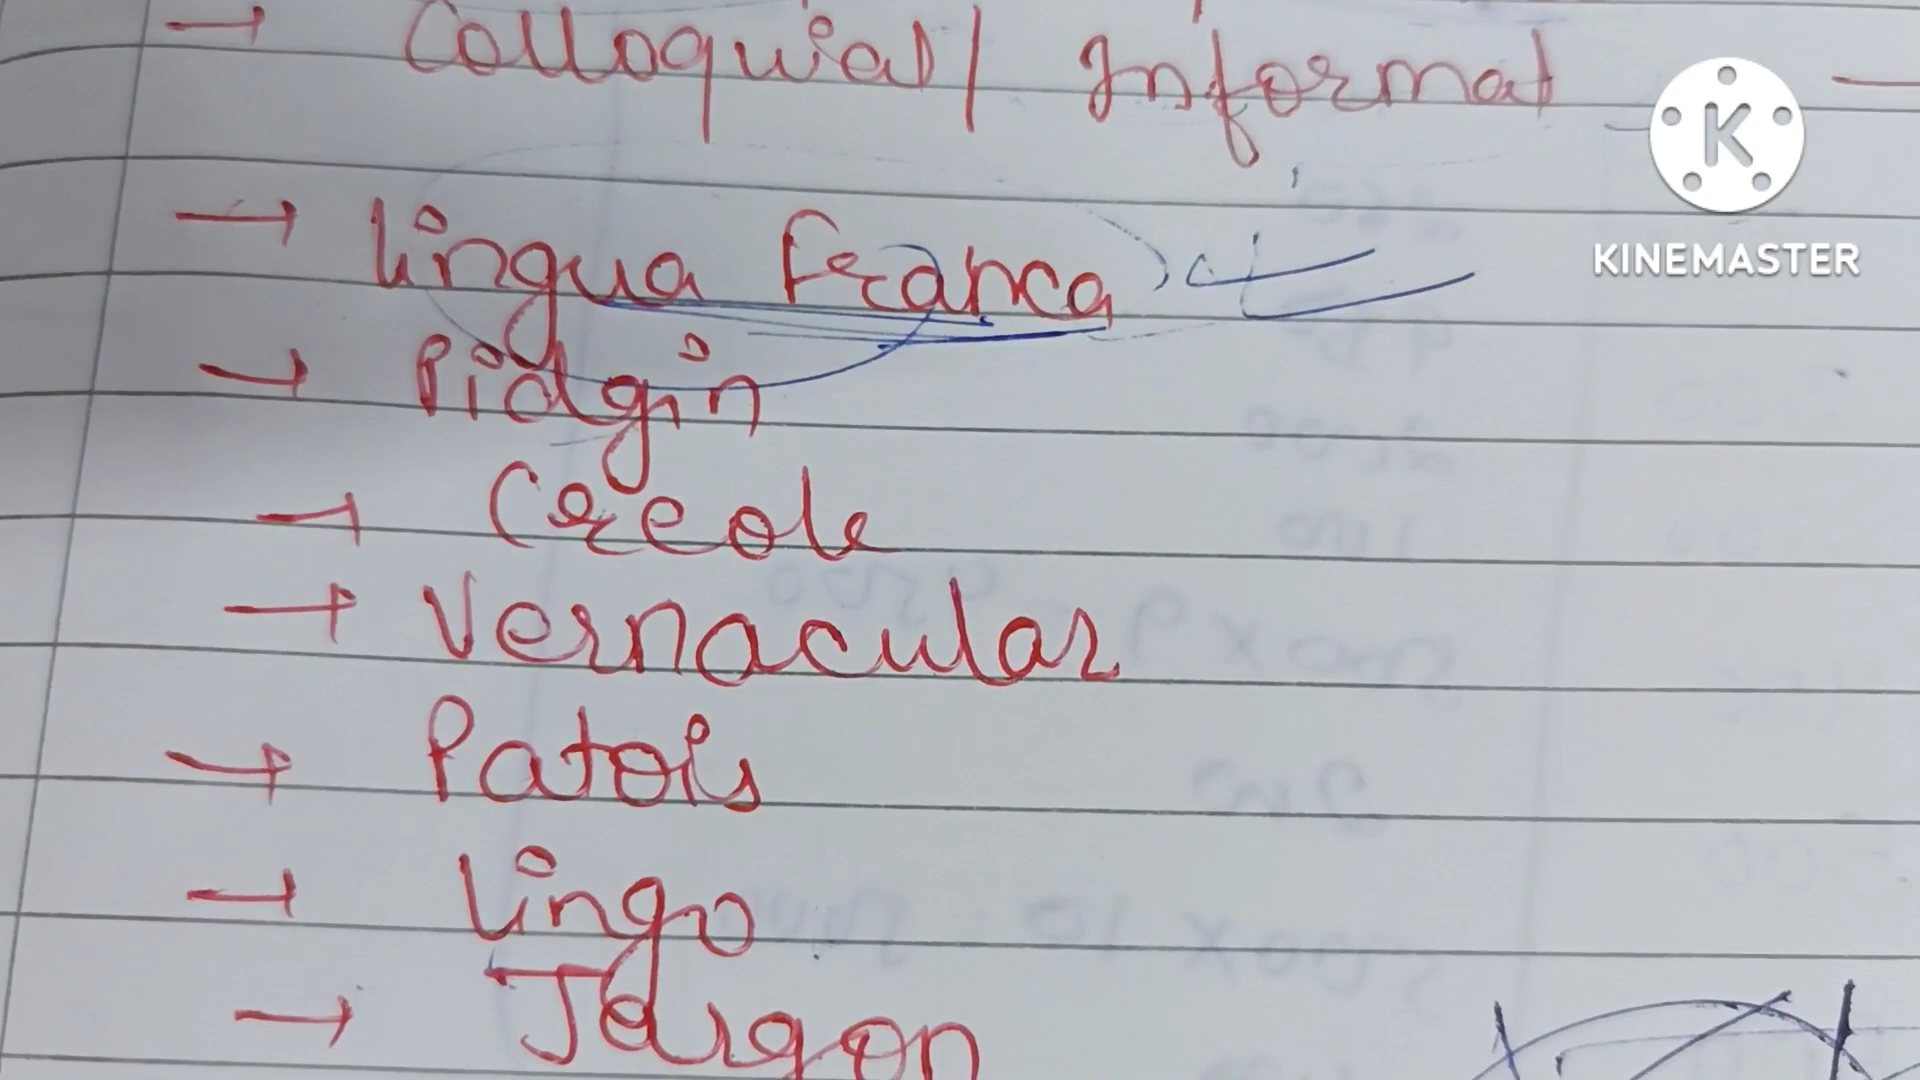 → Colloquial / Informal -
→ lingua franca
→ Pidgin
→ Creole
→ Vernacular
→ Patois
→ lingo
→ Jargon
KINEMASTER